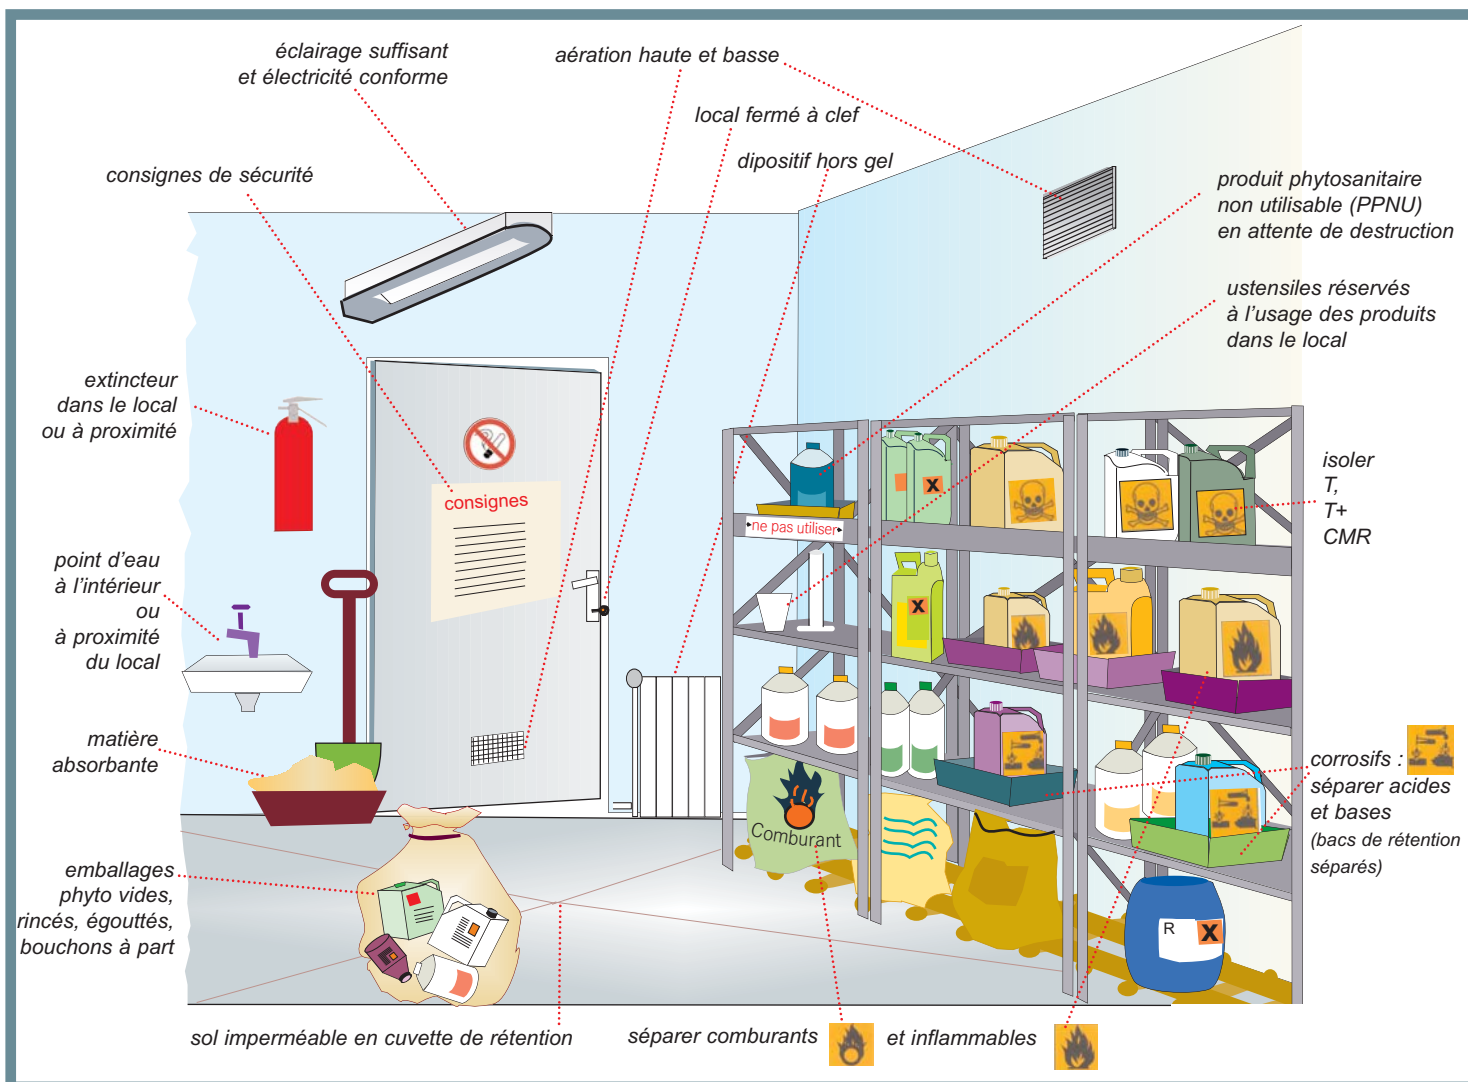 éclairage suffisant
et électricité conforme
aération haute et basse
local fermé à clef
dipositif hors gel
consignes de sécurité
produit phytosanitaire
non utilisable (PPNU)
en attente de destruction
ustensiles réservés
à l'usage des produits
dans le local
extincteur
dans le local
ou à proximité
consignes
isoler
T,
T+
CMR
X
ne pas utiliser
point d'eau
à l'intérieur
ou
à proximité
du local
X
matière
absorbante
corrosifs :
séparer acides
et bases
(bacs de rétention
séparés)
Comburant
emballages
phyto vides,
rincés, égouttés,
bouchons à part
R
X
sol imperméable en cuvette de rétention
séparer comburants
et inflammables